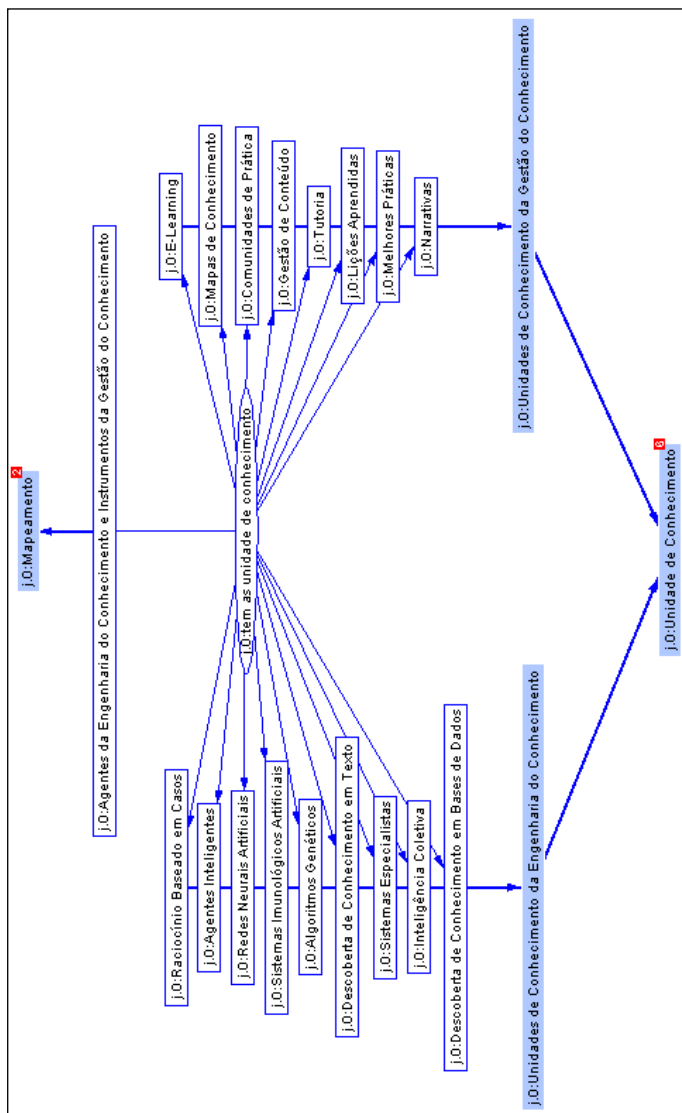 j.0:Mapeamento
2
j.0:Agentes da Engenharia do Conhecimento e Instrumentos da Gestão do Conhecimento
j.0:tem as unidade de conhecimento
j.0:Raciocínio Baseado em Casos
j.0:Agentes Inteligentes
j.0:Redes Neurais Artificiais
j.0:Sistemas Imunológicos Artificiais
j.0:Algoritmos Genéticos
j.0:Descoberta de Conhecimento em Texto
j.0:Sistemas Especialistas
j.0:Inteligência Coletiva
j.0:Descoberta de Conhecimento em Bases de Dados
j.0:E-Learning
j.0:Mapas de Conhecimento
j.0:Comunidades de Prática
j.0:Gestão de Conteúdo
j.0:Tutoria
j.0:Lições Aprendidas
j.0:Melhores Práticas
j.0:Narrativas
j.0:Unidades de Conhecimento da Engenharia do Conhecimento
j.0:Unidades de Conhecimento da Gestão do Conhecimento
j.0:Unidade de Conhecimento
6